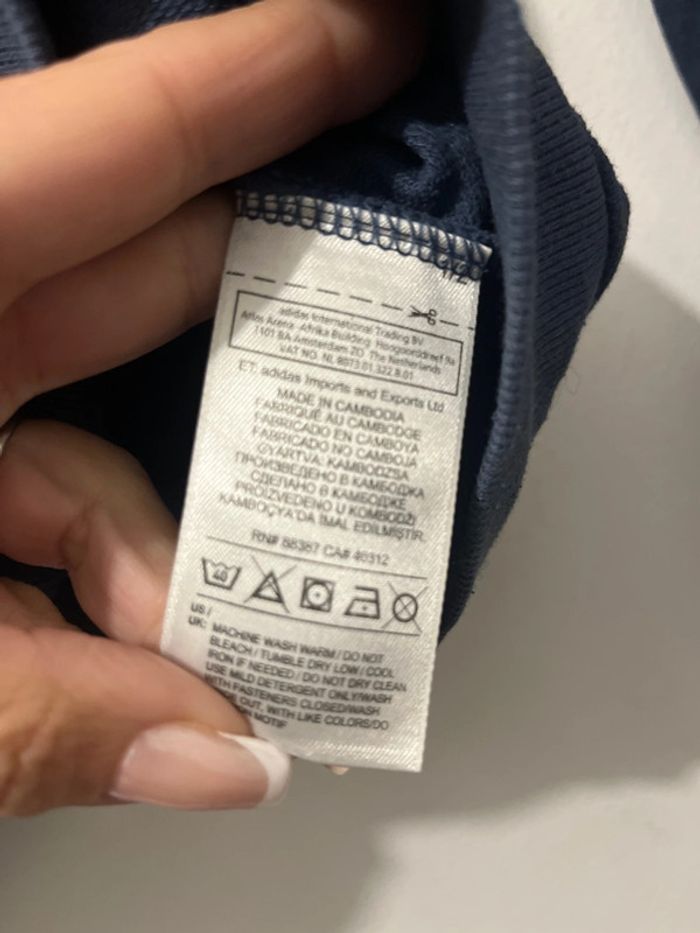 1/2
adidas International Trading BV
Atlas Arena -Afrika Building Hoogoorddreef 9a
1101 BA Amsterdam ZO The Netherlands
VAT NO. NL 8073.01.322.B.01
ET. adidas Imports and Exports Ltd
MADE IN CAMBODIA
FABRIQUÉ AU CAMBODGE
FABRICADO EN CAMBOYA
FABRICADO NO CAMBOJA
GYÁRTVA: KAMBODZSA
ПРОИЗВЕДЕНО В КАМБОДЖА
СДЕЛАНО В КАМБОДЖЕ
PROIZVEDENO U KOMBODŽI
KAMBOÇYA'DA İMAL EDİLMİŞTİR.
RN# 88387 CA# 40312
40
US /
UK: MACHINE WASH WARM / DO NOT
BLEACH / TUMBLE DRY LOW / COOL
IRON IF NEEDED / DO NOT DRY CLEAN
USE MILD DETERGENT ONLY/WASH
WITH FASTENERS CLOSED/WASH
OUT, WITH LIKE COLORS/DO
MOTIF